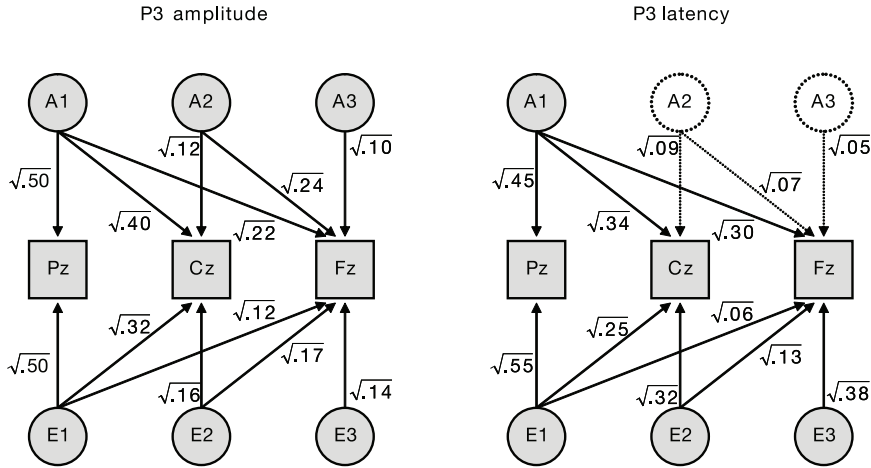 P3 amplitude
A1 A2 A3
√.50 √.12 √.10
√.40 √.24
√.22
Pz Cz Fz
√.32 √.12
√.50 √.16 √.17 √.14
E1 E2 E3
P3 latency
A1 A2 A3
√.45 √.09 √.05
√.34 √.07
√.30
Pz Cz Fz
√.25 √.06
√.55 √.32 √.13 √.38
E1 E2 E3